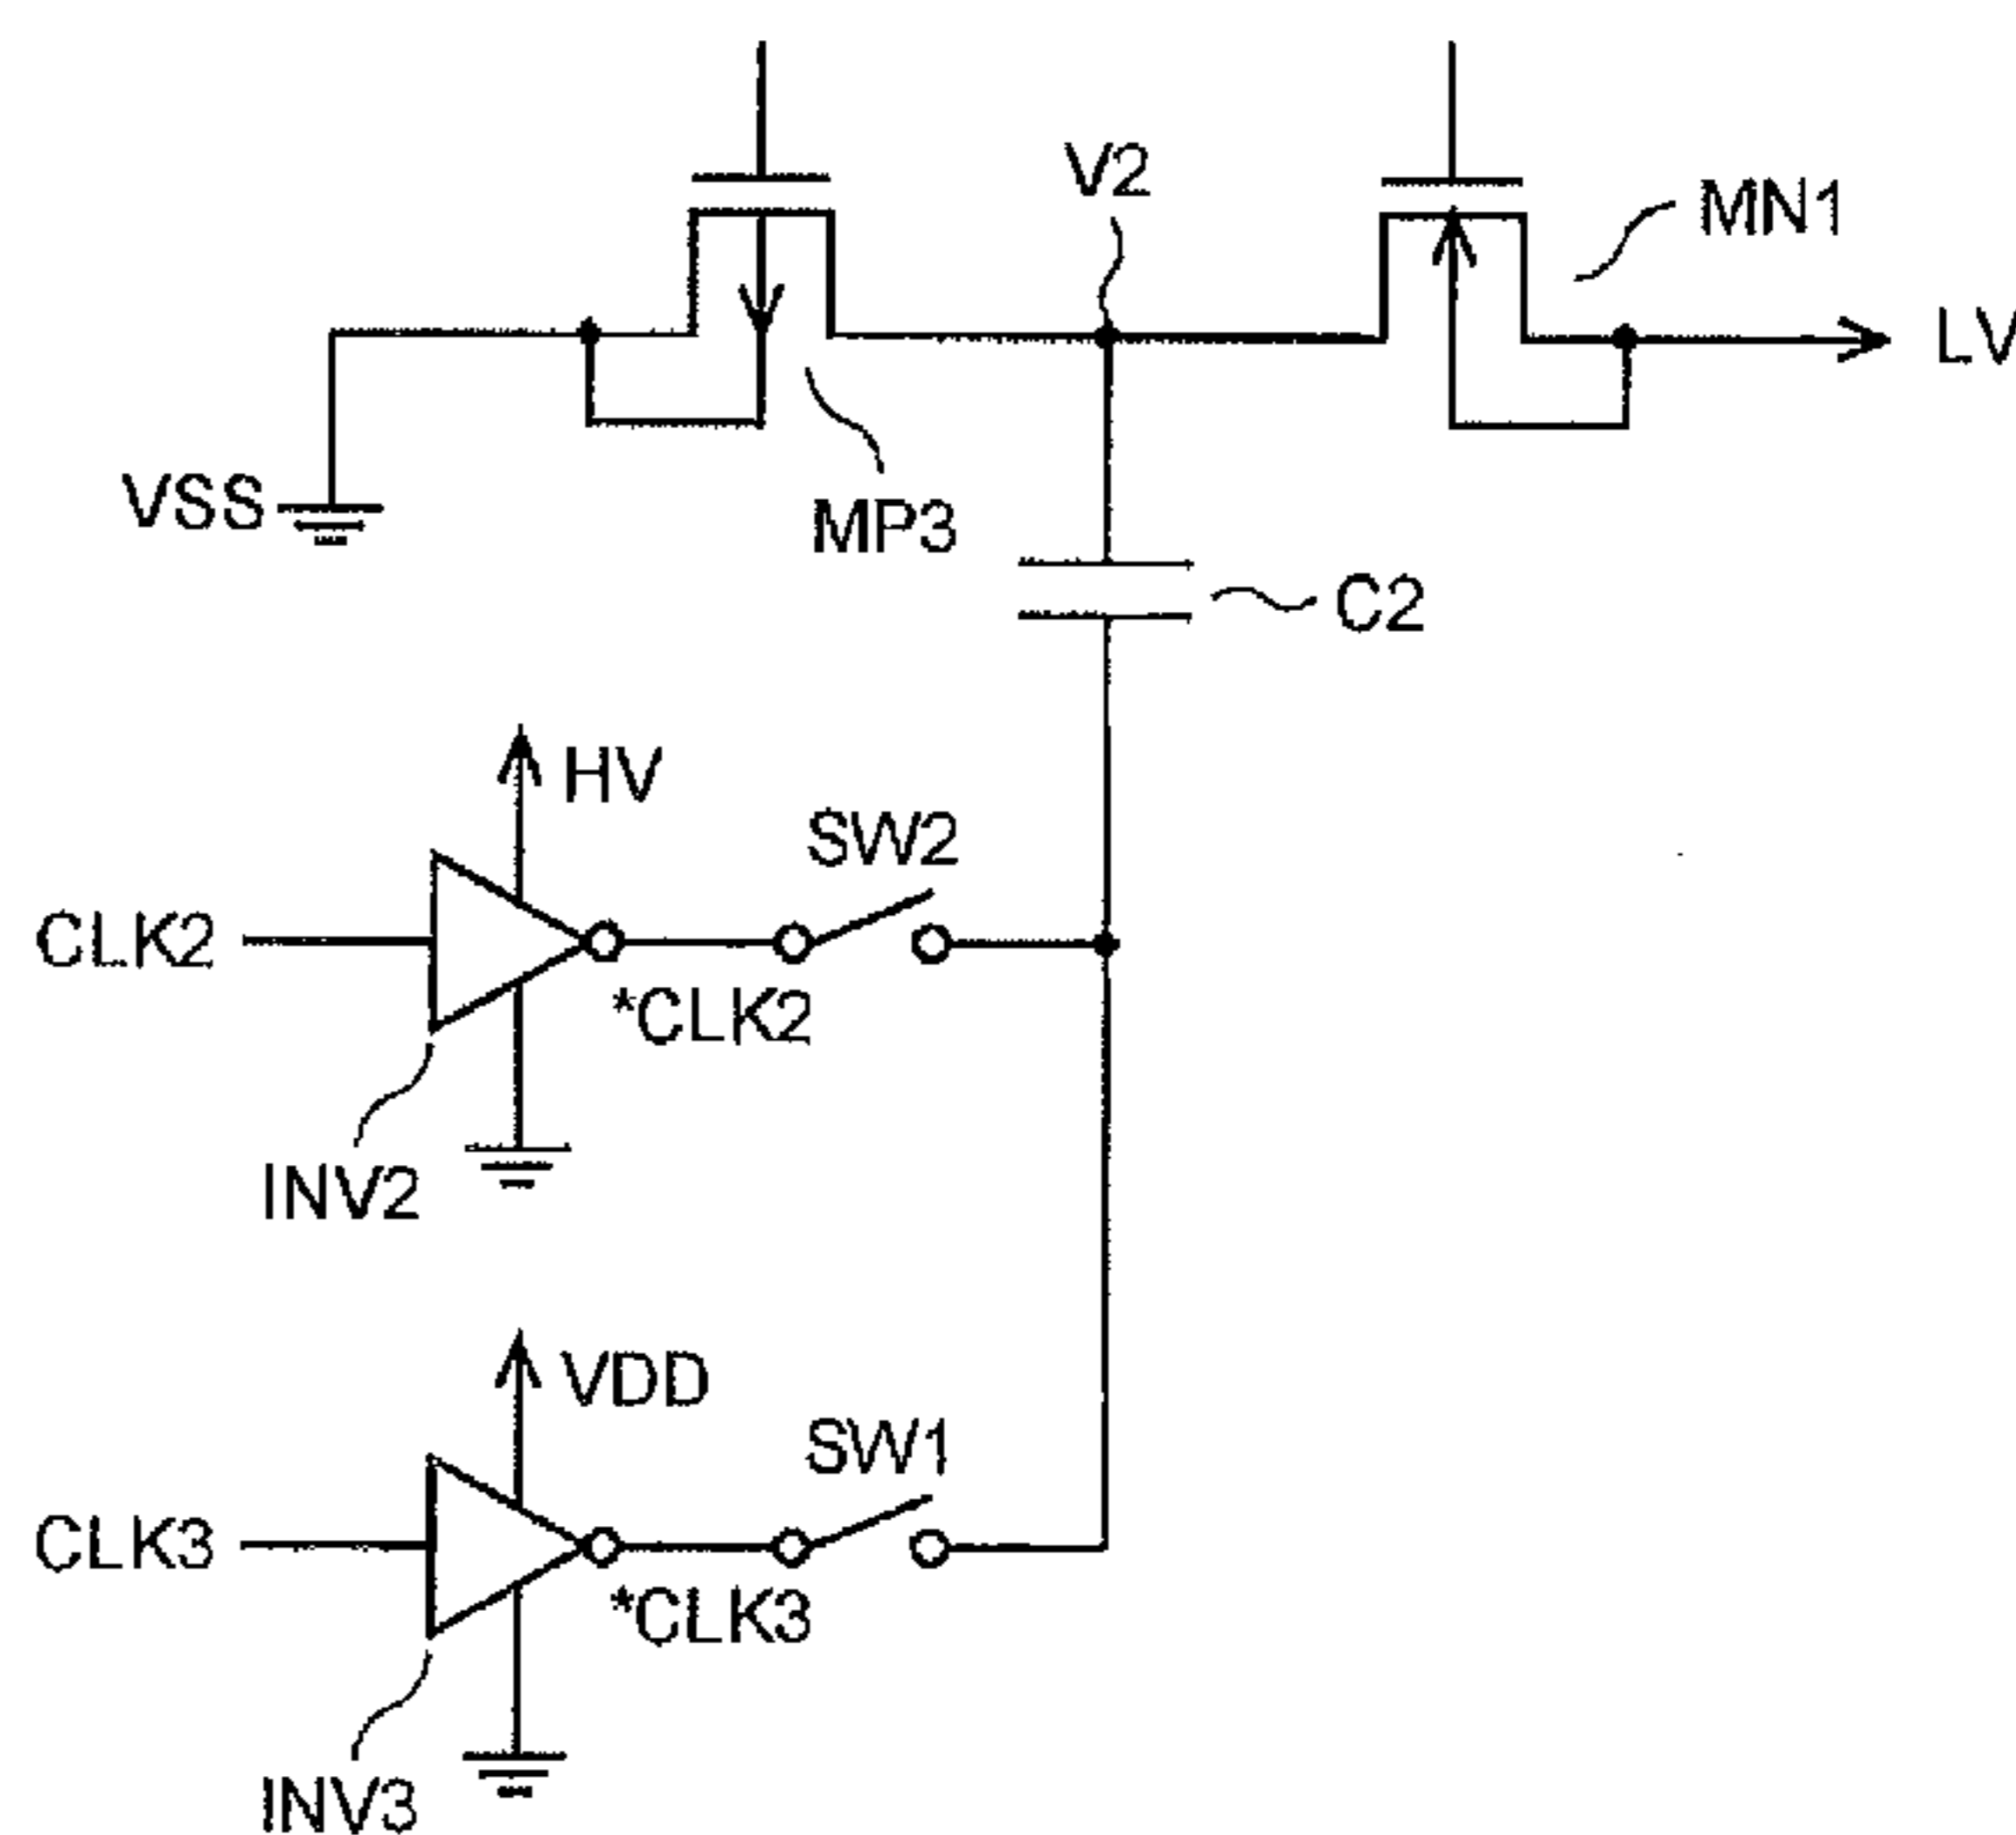 V2
MN1
LV
VSS
MP3
C2
HV
SW2
CLK2
*CLK2
INV2
VDD
SW1
CLK3
*CLK3
INV3